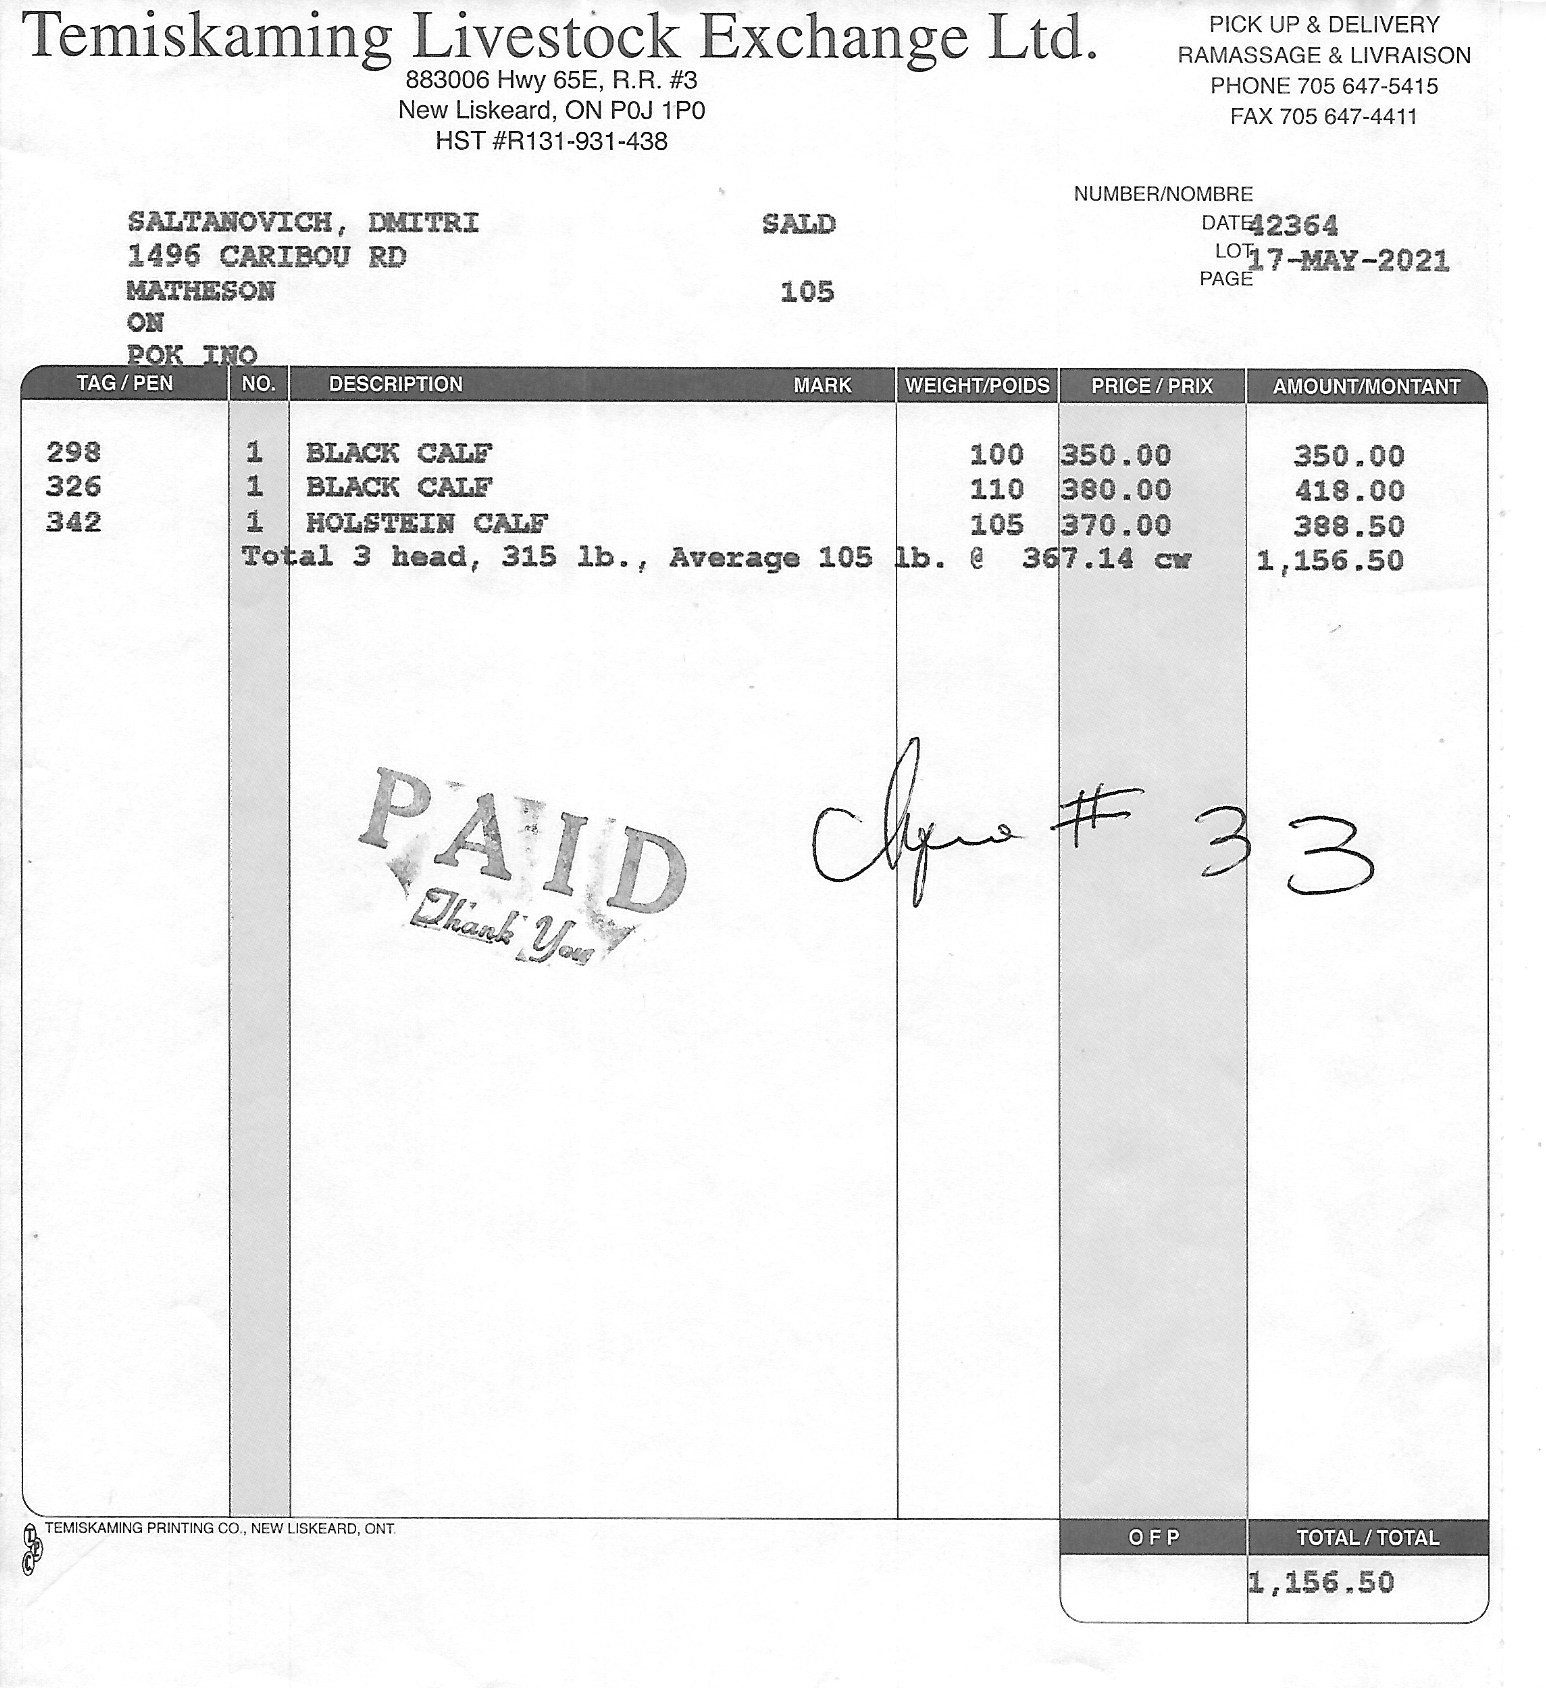 Temiskaming Livestock Exchange Ltd.
883006 Hwy 65E, R.R. #3
New Liskeard, ON P0J 1P0
HST #R131-931-438
PICK UP & DELIVERY
RAMASSAGE & LIVRAISON
PHONE 705 647-5415
FAX 705 647-4411
NUMBER/NOMBRE
SALTANOVICH, DMITRI SALD DATE 42364
1496 CARIBOU RD LOT 17-MAY-2021
MATHESON 105 PAGE
ON
POK INO
TAG / PEN NO. DESCRIPTION MARK WEIGHT/POIDS PRICE / PRIX AMOUNT/MONTANT
298 1 BLACK CALF 100 350.00 350.00
326 1 BLACK CALF 110 380.00 418.00
342 1 HOLSTEIN CALF 105 370.00 388.50
Total 3 head, 315 lb., Average 105 lb. @ 367.14 cw 1,156.50
PAID
Thank You
# 33
TEMISKAMING PRINTING CO., NEW LISKEARD, ONT.
TPC
O F P TOTAL / TOTAL
1,156.50